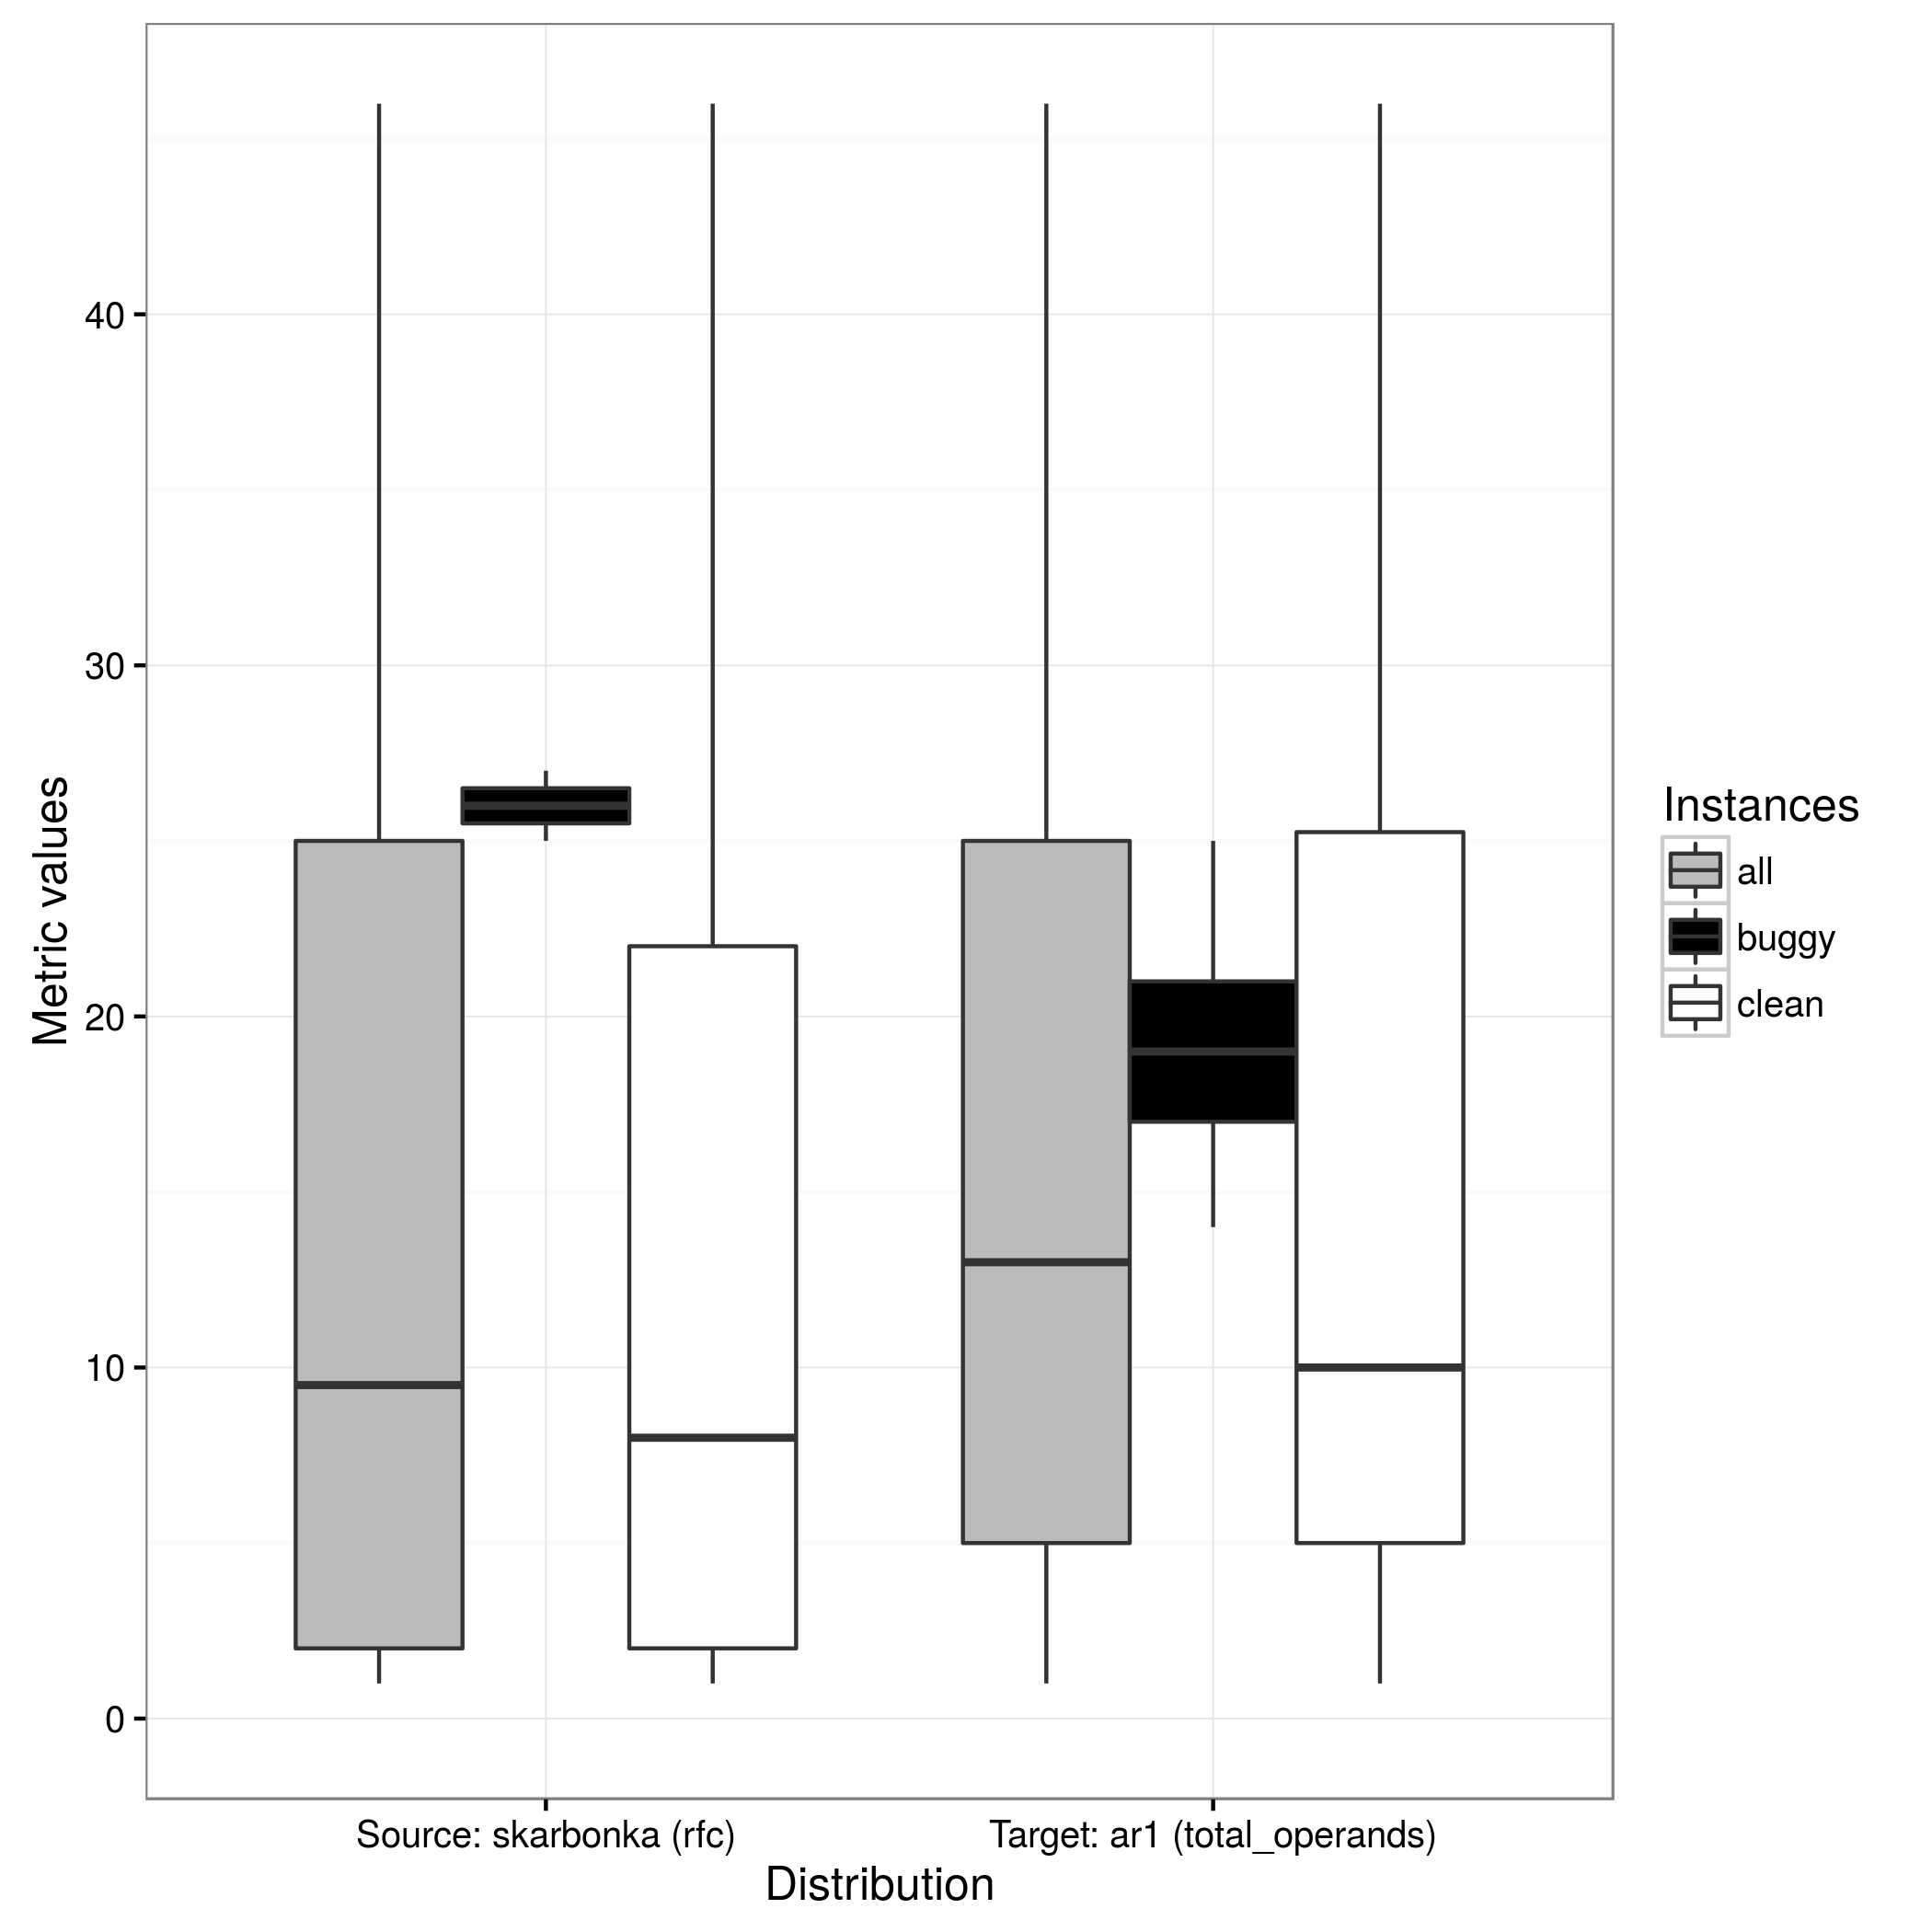 Metric values
40
30
20
10
0
Source: skarbonka (rfc)
Target: ar1 (total_operands)
Distribution
Instances
all
buggy
clean